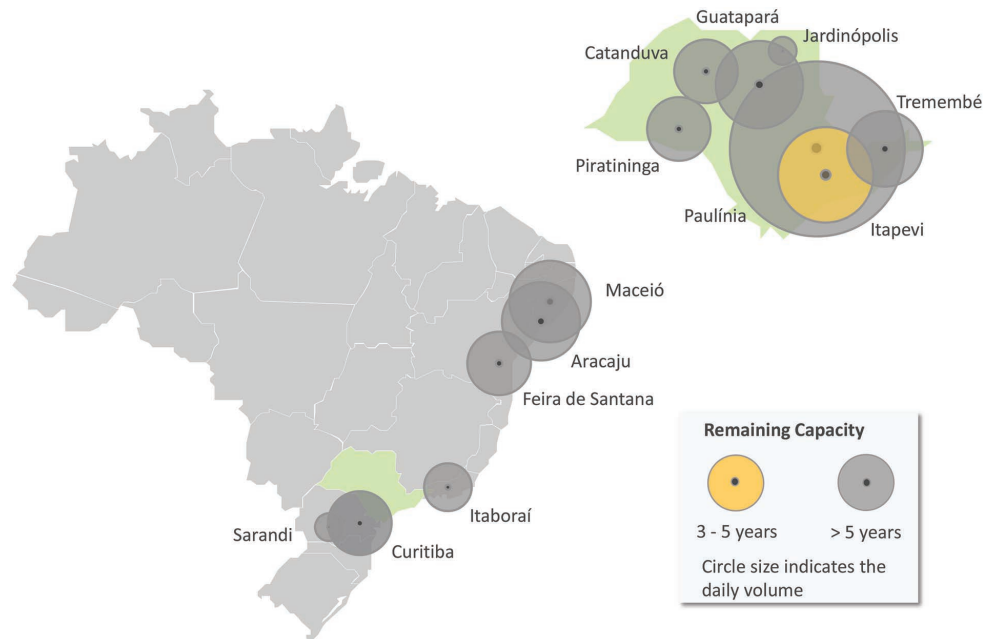 Guatapará
Jardinópolis
Catanduva
Tremembé
Piratininga
Paulínia
Itapevi
Maceió
Aracaju
Feira de Santana
Itaboraí
Sarandi
Curitiba
Remaining Capacity
3 - 5 years
> 5 years
Circle size indicates the
daily volume